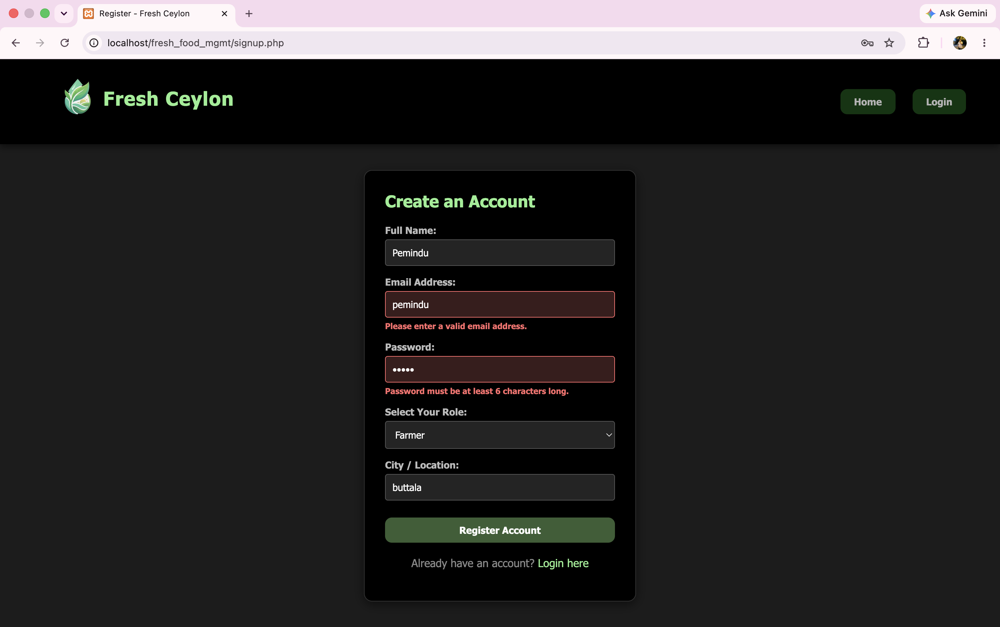 Register - Fresh Ceylon
Ask Gemini
localhost/fresh_food_mgmt/signup.php
Fresh Ceylon
Home
Login
Create an Account
Full Name:
Pemindu
Email Address:
pemindu
Please enter a valid email address.
Password:
•••••
Password must be at least 6 characters long.
Select Your Role:
Farmer
City / Location:
buttala
Register Account
Already have an account? Login here